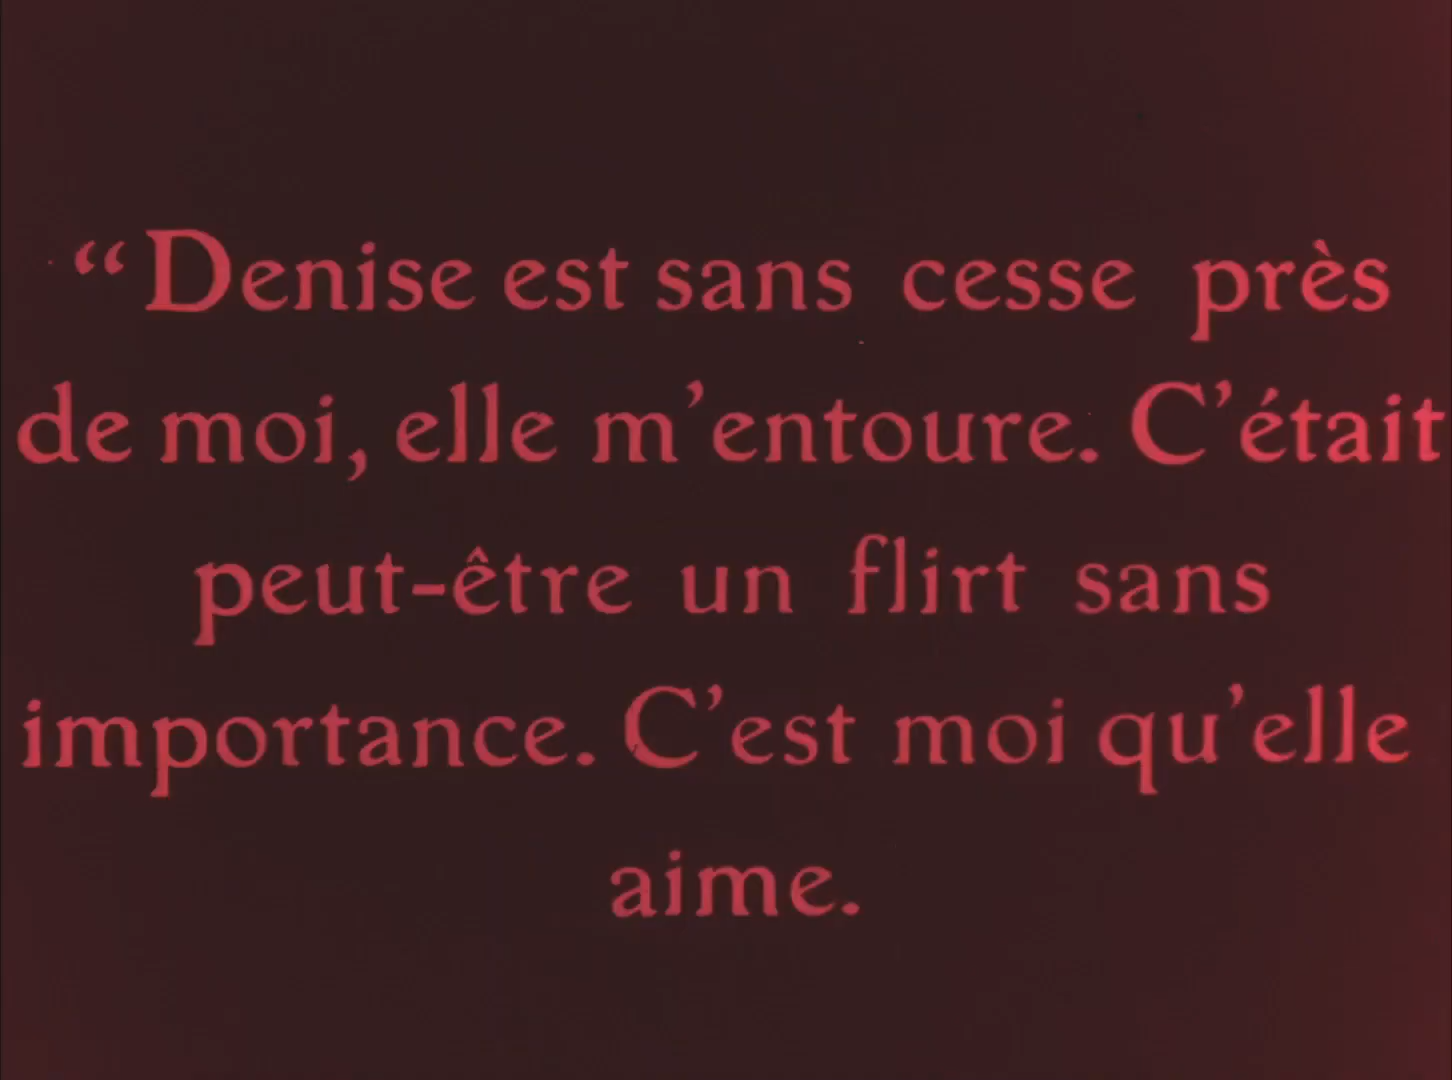 “Denise est sans cesse près
de moi, elle m’entoure. C’était
peut-être un flirt sans
importance. C’est moi qu’elle
aime.